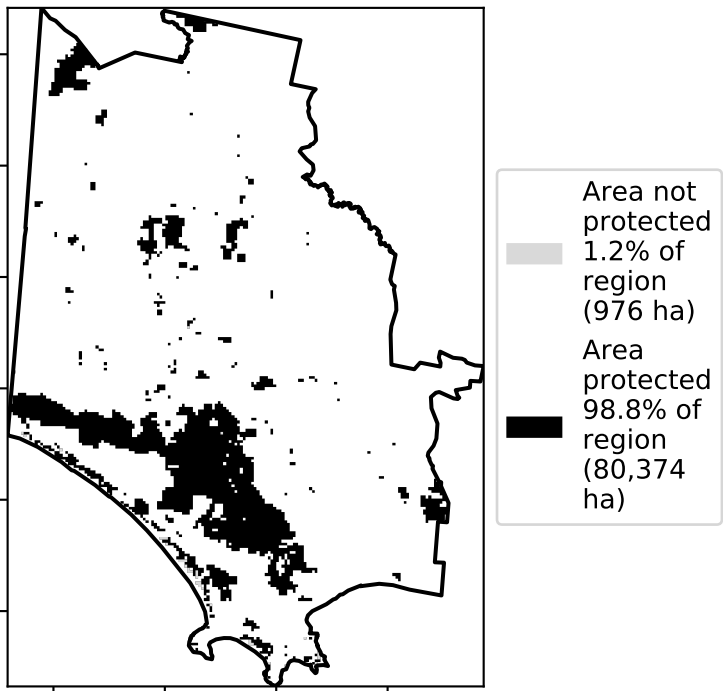 Area not
protected
1.2% of
region
(976 ha)
Area
protected
98.8% of
region
(80,374
ha)